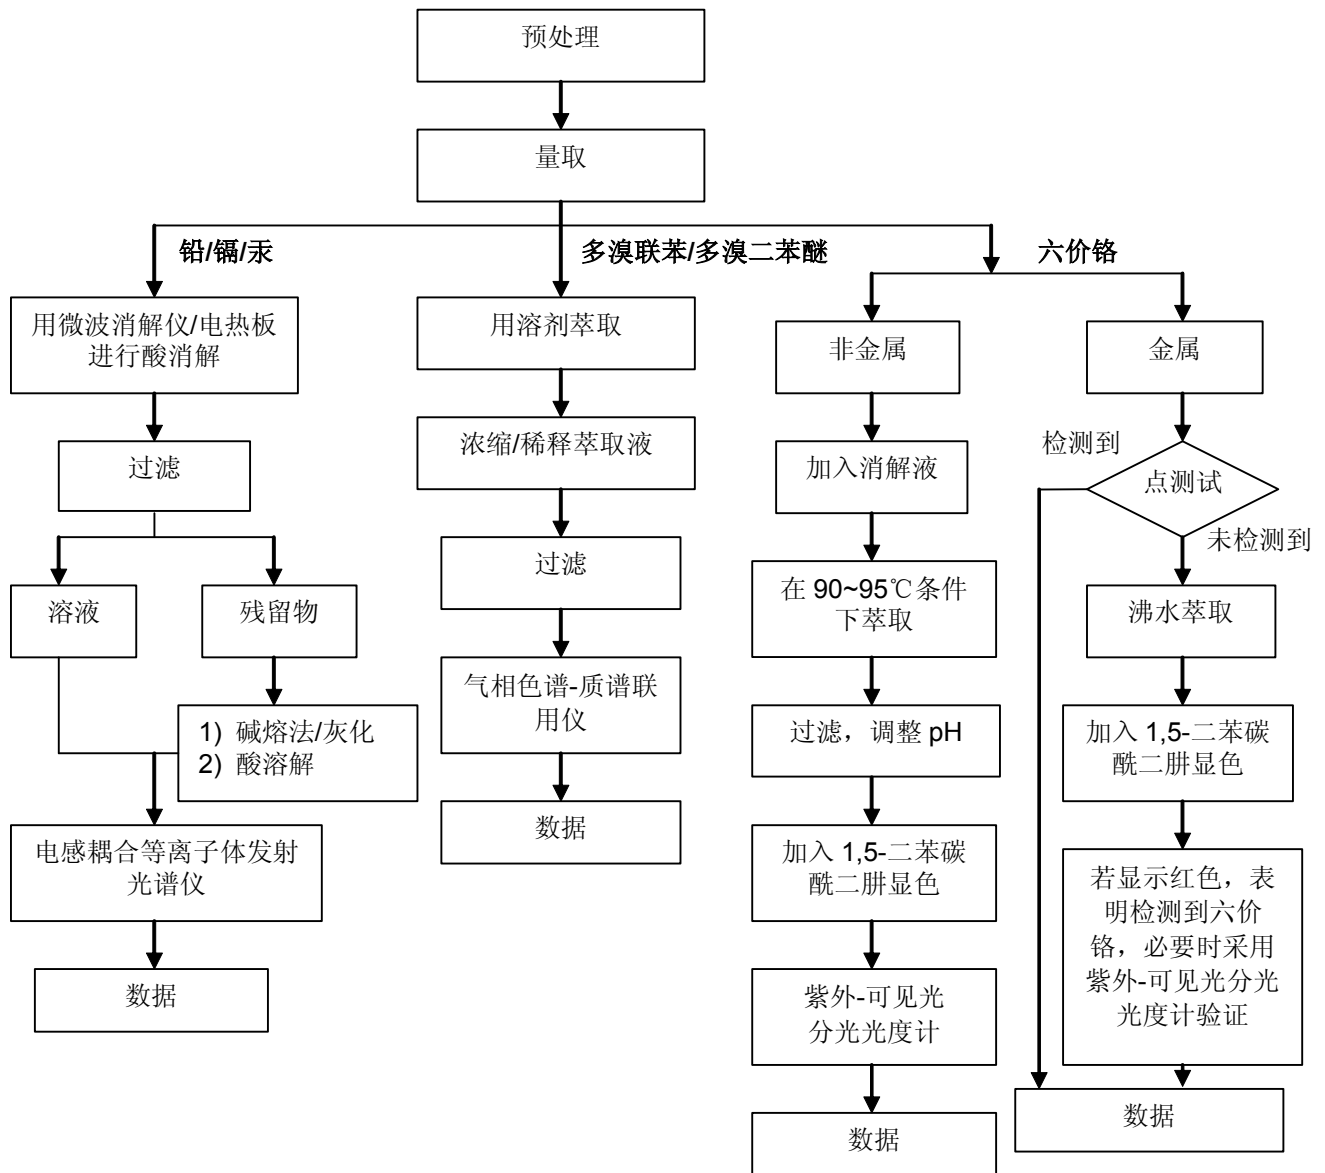 预处理
量取
铅/镉/汞
多溴联苯/多溴二苯醚
六价铬
用微波消解仪/电热板
进行酸消解
过滤
溶液
残留物
1) 碱熔法/灰化
2) 酸溶解
电感耦合等离子体发射
光谱仪
数据
用溶剂萃取
浓缩/稀释萃取液
过滤
气相色谱-质谱联
用仪
数据
非金属
加入消解液
在 90~95℃条件
下萃取
过滤，调整 pH
加入 1,5-二苯碳
酰二肼显色
紫外-可见光
分光光度计
数据
金属
检测到
点测试
未检测到
沸水萃取
加入 1,5-二苯碳
酰二肼显色
若显示红色，表
明检测到六价
铬，必要时采用
紫外-可见光分光
光度计验证
数据